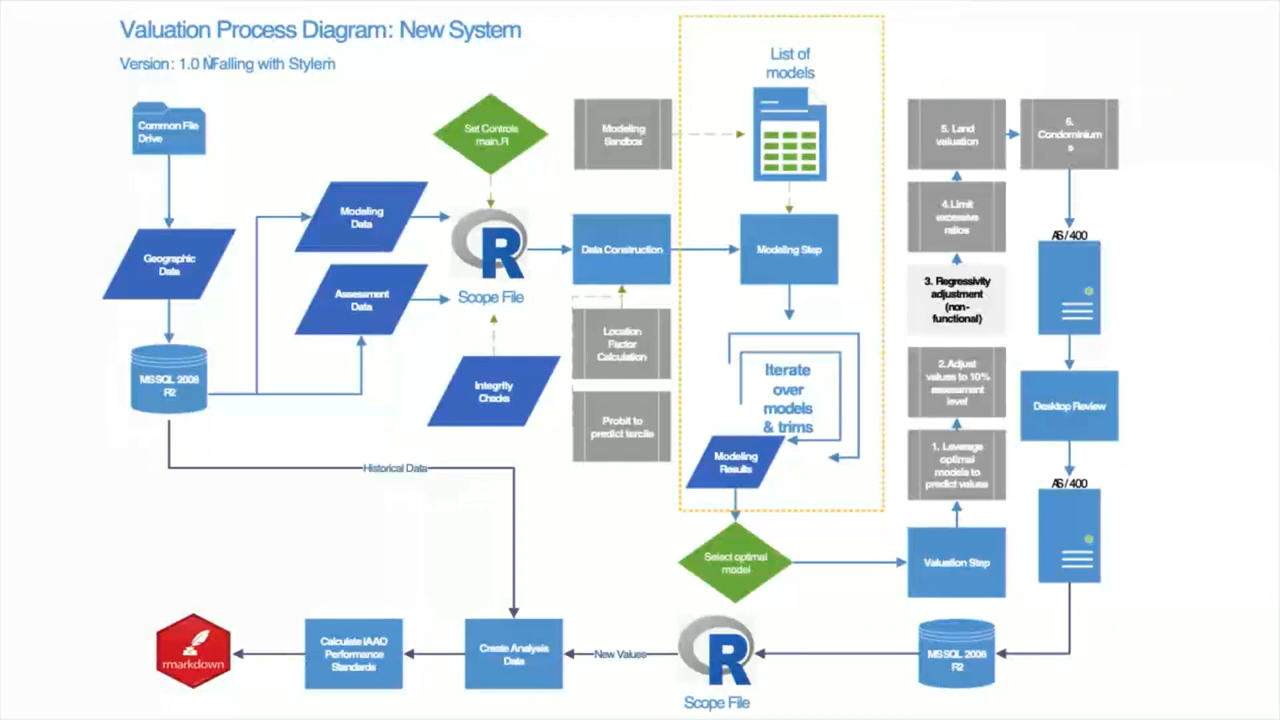 Valuation Process Diagram: New System
Version: 1.0 Falling with Style
List of
models
Common File
Drive
Set Controls
main.R
Modeling
Sandbox
5. Land
valuation
6.
Condominium
s
Modeling
Data
4. Limit
excessive
ratios
Geographic
Data
R
Data Construction
Modeling Step
AS/400
Assessment
Data
Scope File
3. Regressivity
adjustment
(non-
functional)
Location
Factor
Calculation
MS SQL 2008
R2
Integrity
Checks
Iterate
over
models
& trims
2. Adjust
values to 10%
assessment
level
Desktop Review
Probit to
predict tercile
Modeling
Results
1. Leverage
optimal
models to
predict values
Historical Data
AS/400
Select optimal
model
Valuation Step
rmarkdown
Calculate IAAO
Performance
Standards
Create Analysis
Data
New Values
R
MS SQL 2008
R2
Scope File